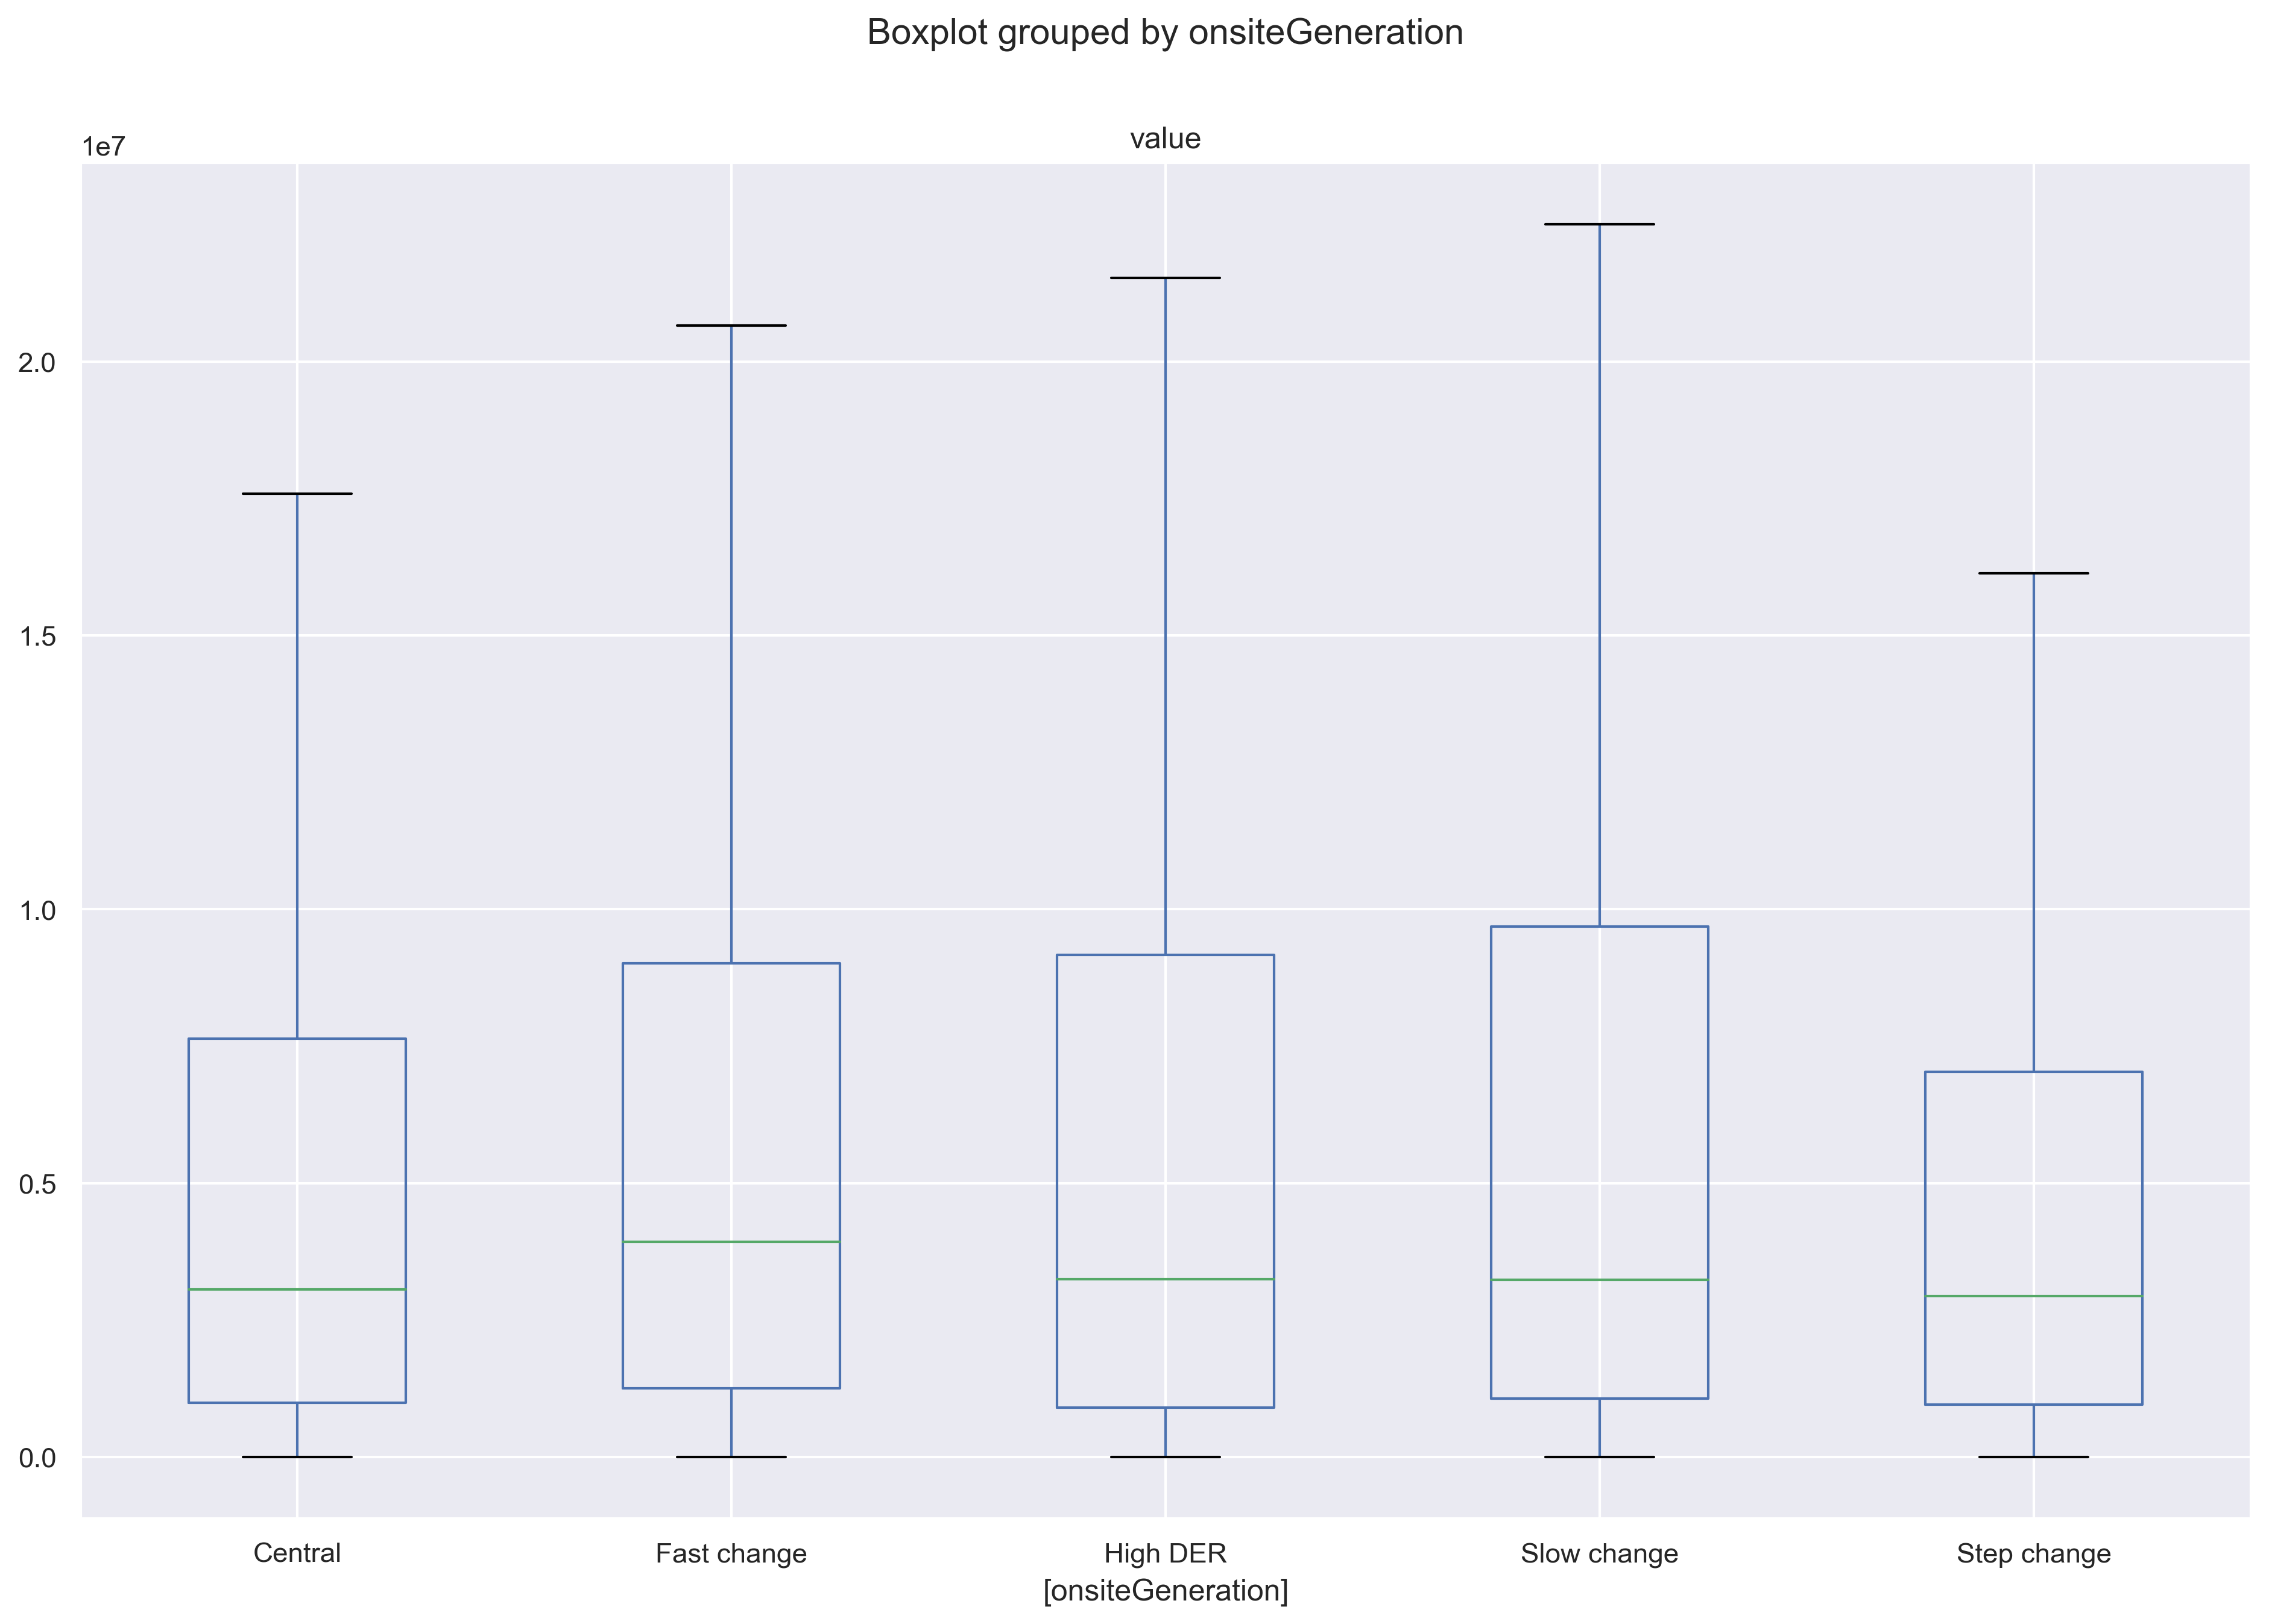 Boxplot grouped by onsiteGeneration
value
1e7
2.0
1.5
1.0
0.5
0.0
Central Fast change High DER Slow change Step change
[onsiteGeneration]